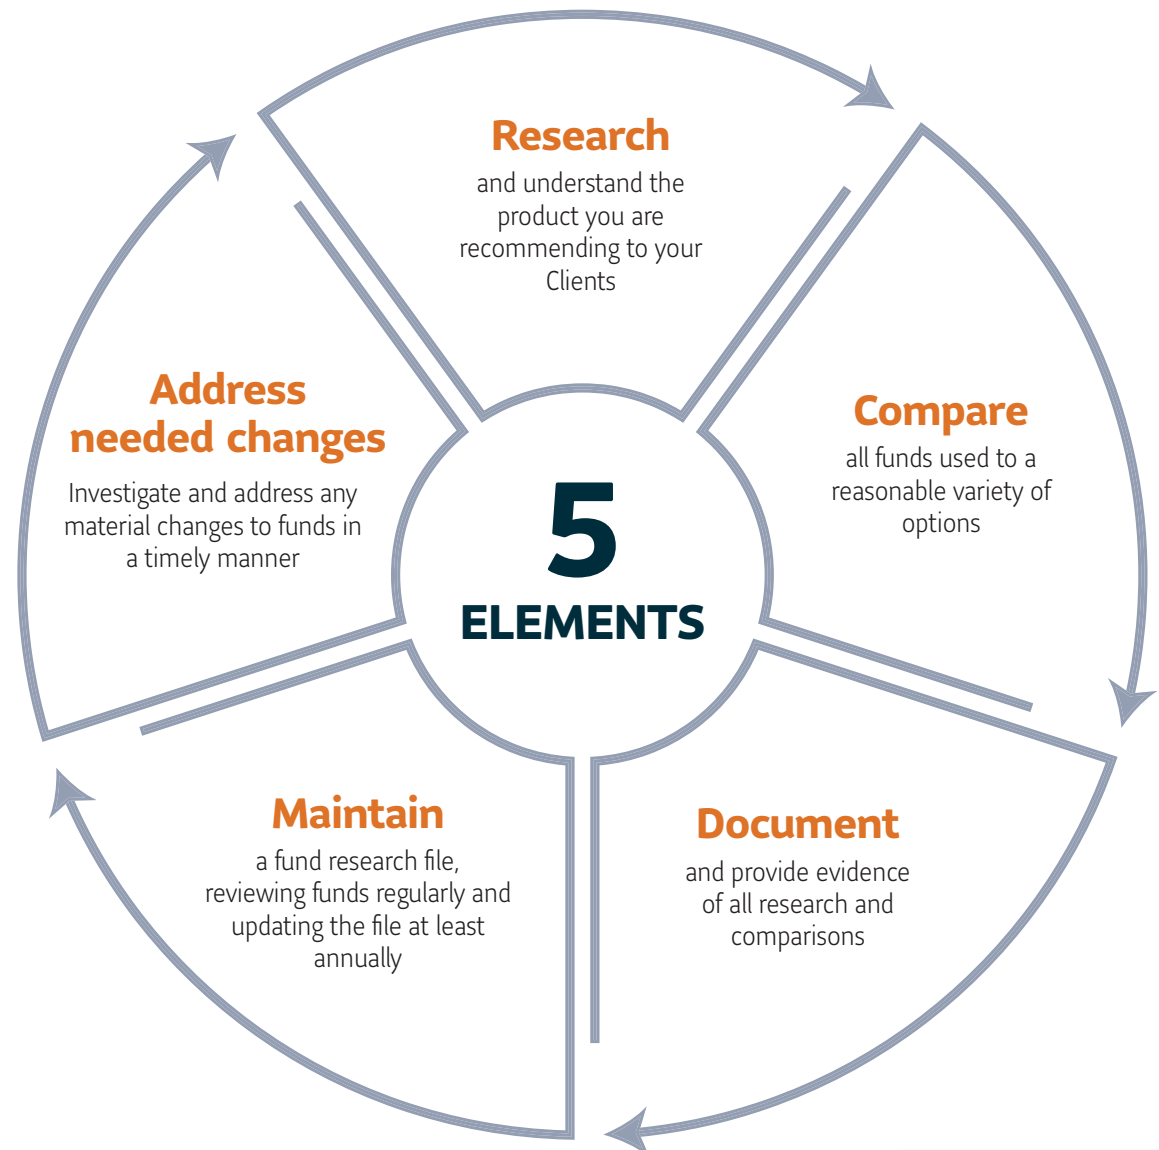 Research
and understand the
product you are
recommending to your
Clients
Compare
all funds used to a
reasonable variety of
options
Document
and provide evidence
of all research and
comparisons
Maintain
a fund research file,
reviewing funds regularly and
updating the file at least
annually
Address
needed changes
Investigate and address any
material changes to funds in
a timely manner
5
ELEMENTS